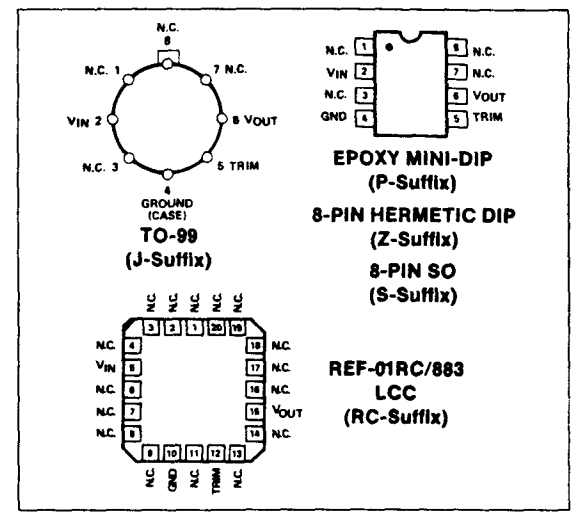 N.C.
8
N.C. 1
7 N.C.
VIN 2
6 VOUT
N.C. 3
5 TRIM
4
GROUND
(CASE)
TO-99
(J-Suffix)
N.C. 1
8 N.C.
VIN 2
7 N.C.
N.C. 3
6 VOUT
GND 4
5 TRIM
EPOXY MINI-DIP
(P-Suffix)
8-PIN HERMETIC DIP
(Z-Suffix)
8-PIN SO
(S-Suffix)
N.C. N.C. N.C. N.C. N.C.
3 2 1 20 19
N.C. 4
18 N.C.
VIN 5
17 N.C.
N.C. 6
16 N.C.
N.C. 7
15 VOUT
N.C. 8
14 N.C.
9 10 11 12 13
N.C. GND N.C. TRIM N.C.
REF-01RC/883
LCC
(RC-Suffix)